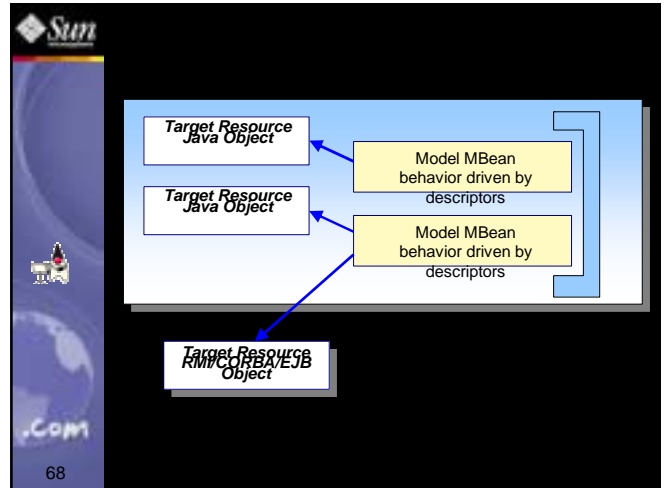 Sun
Target Resource
Java Object
Model MBean
behavior driven by
descriptors
Target Resource
Java Object
Model MBean
behavior driven by
descriptors
Target Resource
RMI/CORBA/EJB
Object
.com
68